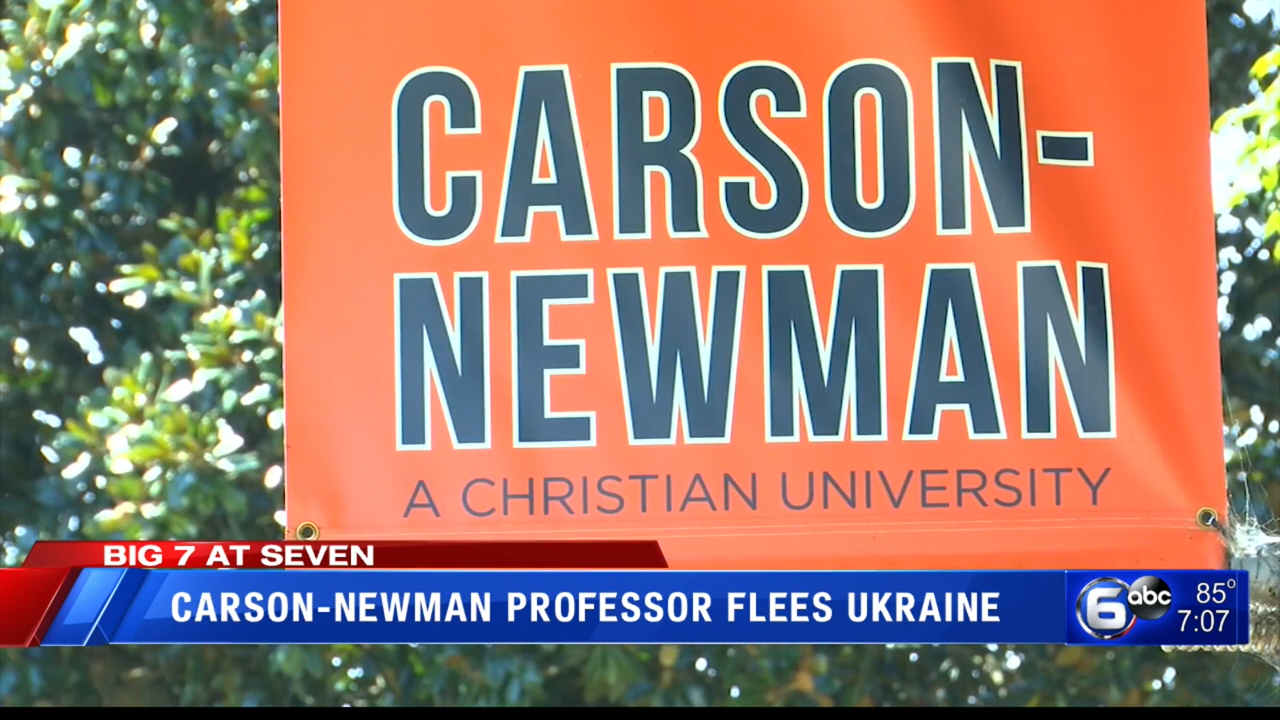 CARSON-
NEWMAN
A CHRISTIAN UNIVERSITY
BIG 7 AT SEVEN
CARSON-NEWMAN PROFESSOR FLEES UKRAINE
6 abc
85°
7:07